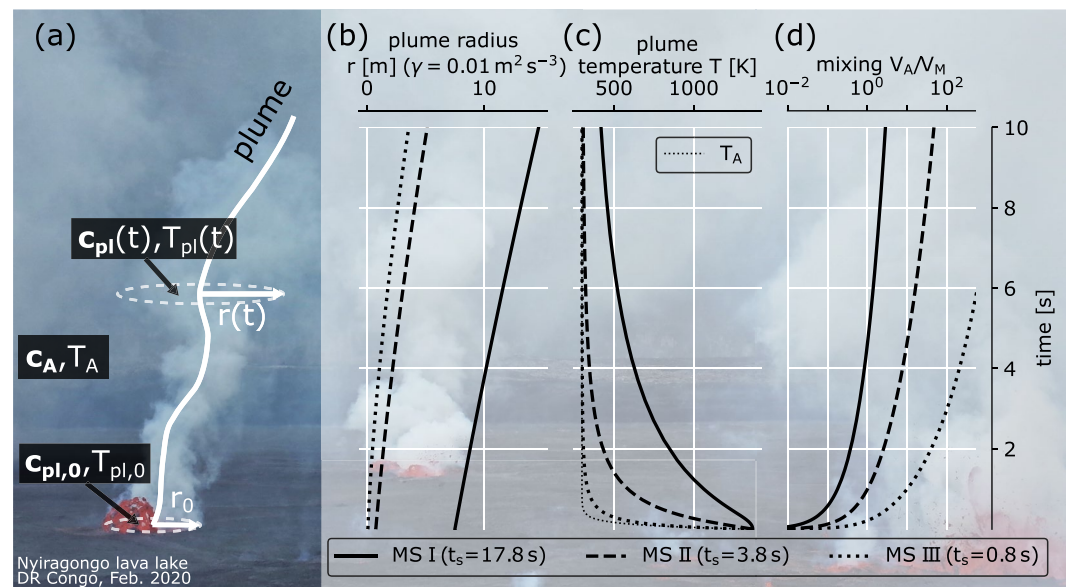 (a)
plume
c_pl(t),T_pl(t)
r(t)
c_A,T_A
c_pl,0,T_pl,0
r_0
Nyiragongo lava lake
DR Congo, Feb. 2020
(b)
plume radius
r [m] (γ = 0.01 m² s⁻³)
0 10
(c)
plume
temperature T [K]
500 1000
T_A
(d)
mixing V_A/V_M
10⁻² 10⁰ 10²
10
8
6
4
2
time [s]
MS I (t_s=17.8 s) MS II (t_s=3.8 s) MS III (t_s=0.8 s)